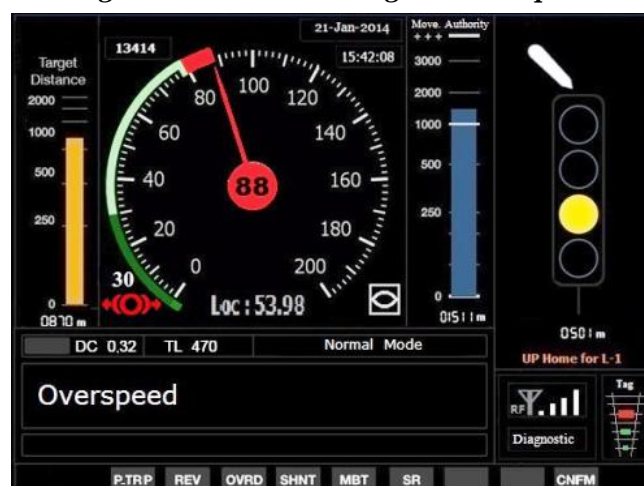 21-Jan-2014
Move. Authority
13414
15:42:08
+++
Target
Distance
2000
1000
500
250
0
0870 m
0
20
40
60
80
100
120
140
160
180
200
88
30
Loc:53.98
3000
2000
1000
500
250
0
01511m
0501m
UP Home for L-1
DC 0,32
TL 470
Normal Mode
Overspeed
RF
Diagnostic
Tag
P.TRP REV OVRD SHNT MBT SR CNFM